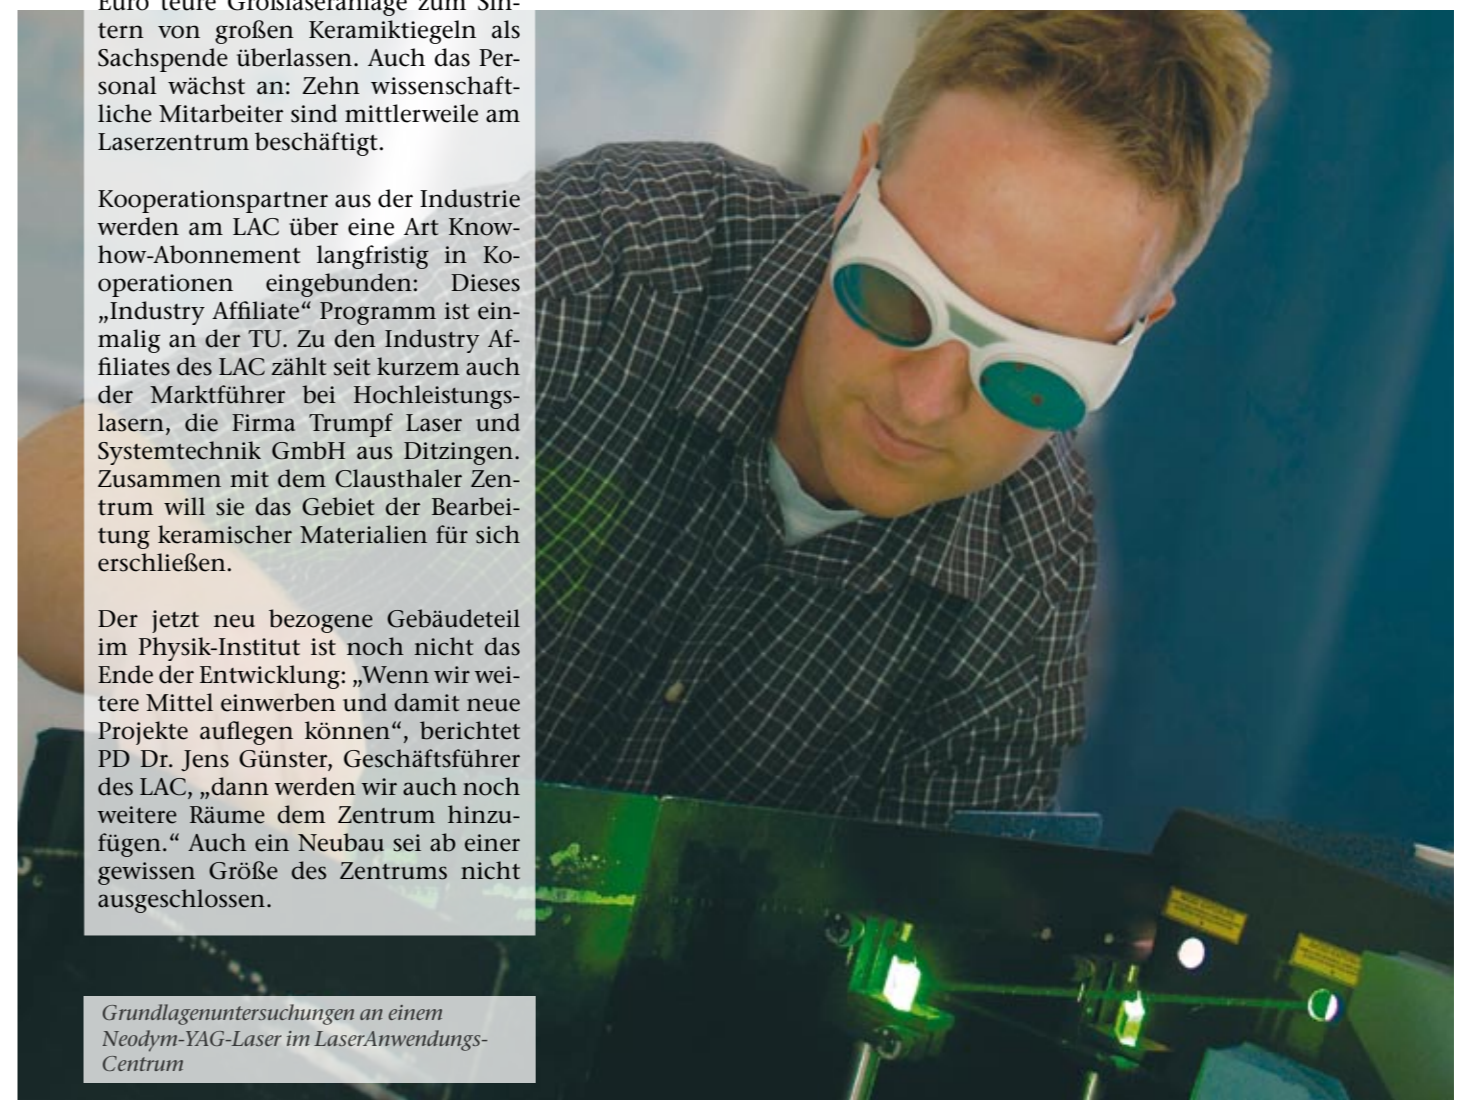 Euro teure Großlaseranlage zum Sin-
tern von großen Keramiktiegeln als
Sachspende überlassen. Auch das Per-
sonal wächst an: Zehn wissenschaft-
liche Mitarbeiter sind mittlerweile am
Laserzentrum beschäftigt.
Kooperationspartner aus der Industrie
werden am LAC über eine Art Know-
how-Abonnement langfristig in Ko-
operationen eingebunden: Dieses
„Industry Affiliate“ Programm ist ein-
malig an der TU. Zu den Industry Af-
filiates des LAC zählt seit kurzem auch
der Marktführer bei Hochleistungs-
lasern, die Firma Trumpf Laser und
Systemtechnik GmbH aus Ditzingen.
Zusammen mit dem Clausthaler Zen-
trum will sie das Gebiet der Bearbei-
tung keramischer Materialien für sich
erschließen.
Der jetzt neu bezogene Gebäudeteil
im Physik-Institut ist noch nicht das
Ende der Entwicklung: „Wenn wir wei-
tere Mittel einwerben und damit neue
Projekte auflegen können“, berichtet
PD Dr. Jens Günster, Geschäftsführer
des LAC, „dann werden wir auch noch
weitere Räume dem Zentrum hinzu-
fügen.“ Auch ein Neubau sei ab einer
gewissen Größe des Zentrums nicht
ausgeschlossen.
Grundlagenuntersuchungen an einem
Neodym-YAG-Laser im LaserAnwendungs-
Centrum